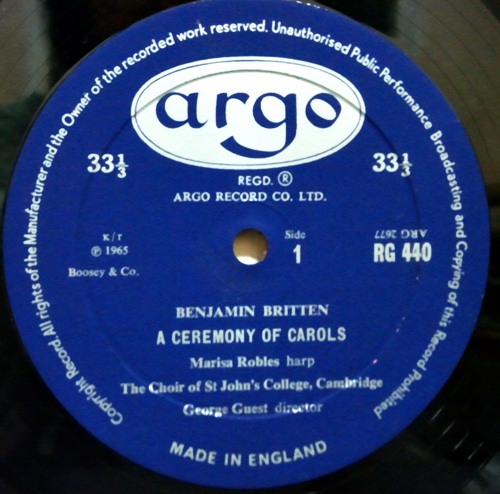 Copyright Record All rights of the Manufacturer and the Owner of the recorded work reserved. Unauthorised Public Performance Broadcasting and Copying of this Record Prohibited
argo
33⅓
33⅓
REGD. ®
ARGO RECORD CO. LTD.
K/T
Side
ARG 2677
℗ 1965
1
RG 440
Boosey & Co.
BENJAMIN BRITTEN
A CEREMONY OF CAROLS
Marisa Robles harp
The Choir of St John's College, Cambridge
George Guest director
MADE IN ENGLAND